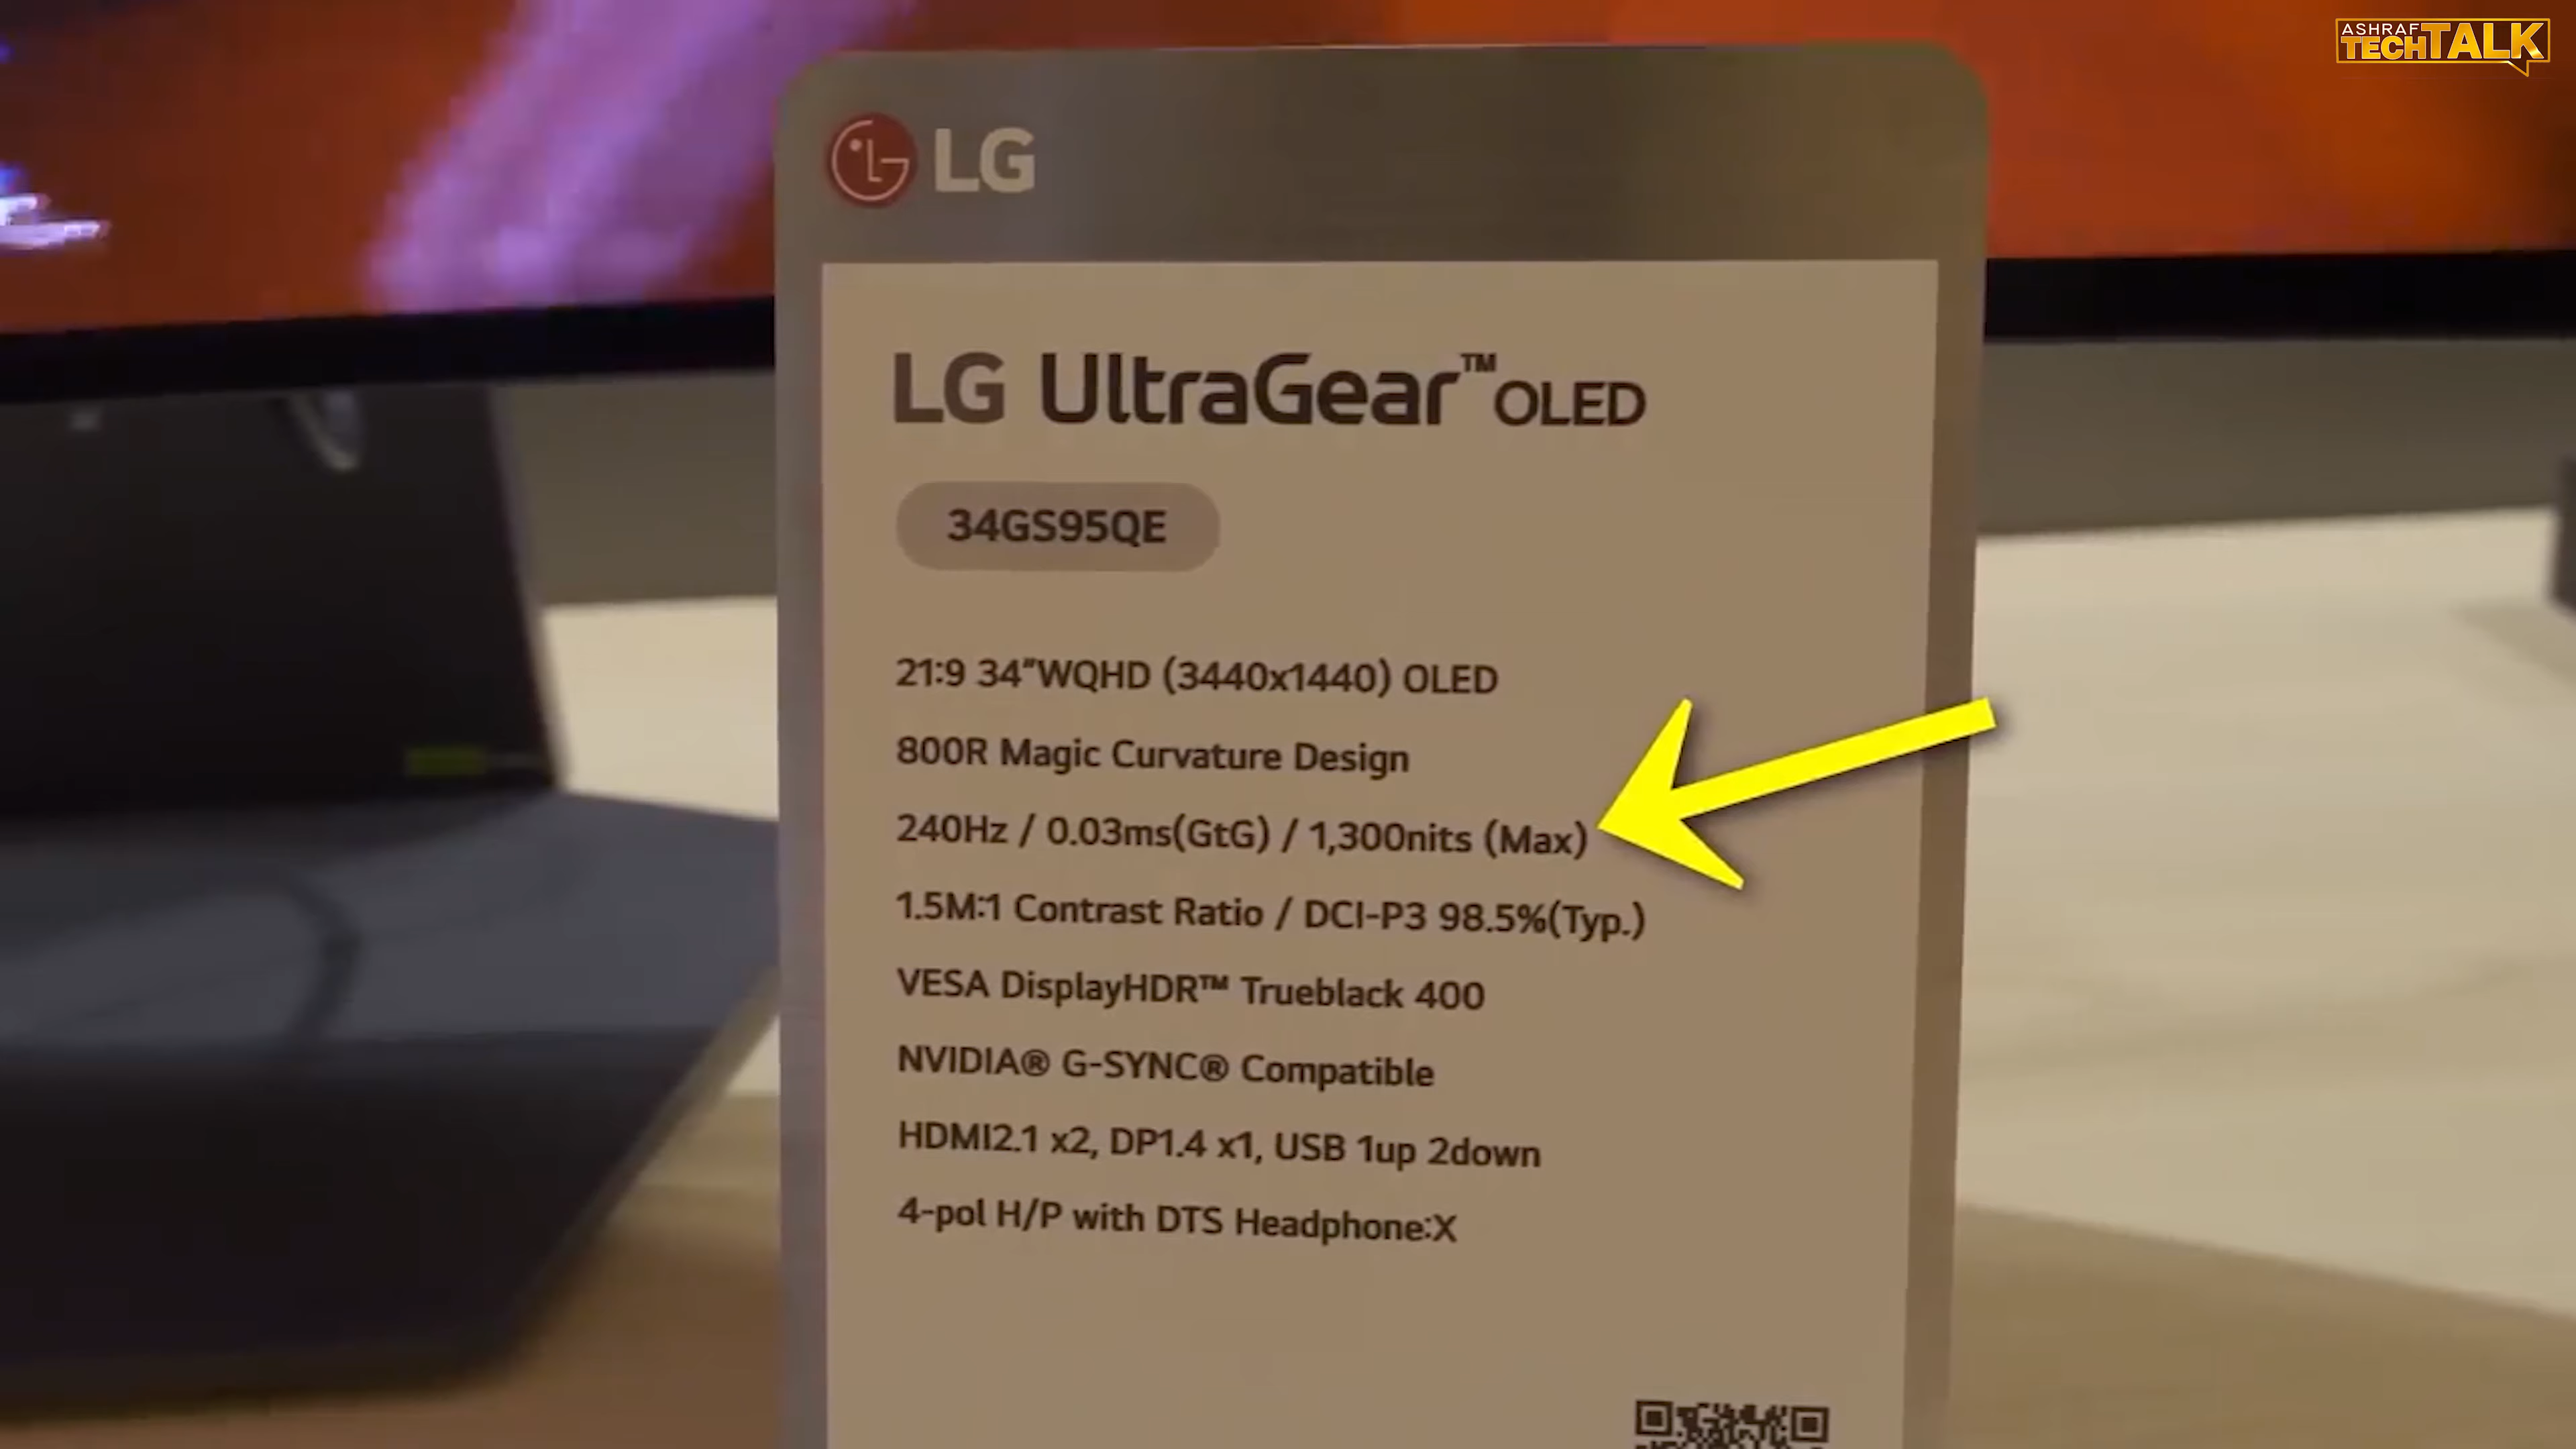 ASHRAF
TECHTALK
LG
LG UltraGear™ OLED
34GS95QE
21:9 34"WQHD (3440x1440) OLED
800R Magic Curvature Design
240Hz / 0.03ms(GtG) / 1,300nits (Max)
1.5M:1 Contrast Ratio / DCI-P3 98.5%(Typ.)
VESA DisplayHDR™ Trueblack 400
NVIDIA® G-SYNC® Compatible
HDMI2.1 x2, DP1.4 x1, USB 1up 2down
4-pol H/P with DTS Headphone:X